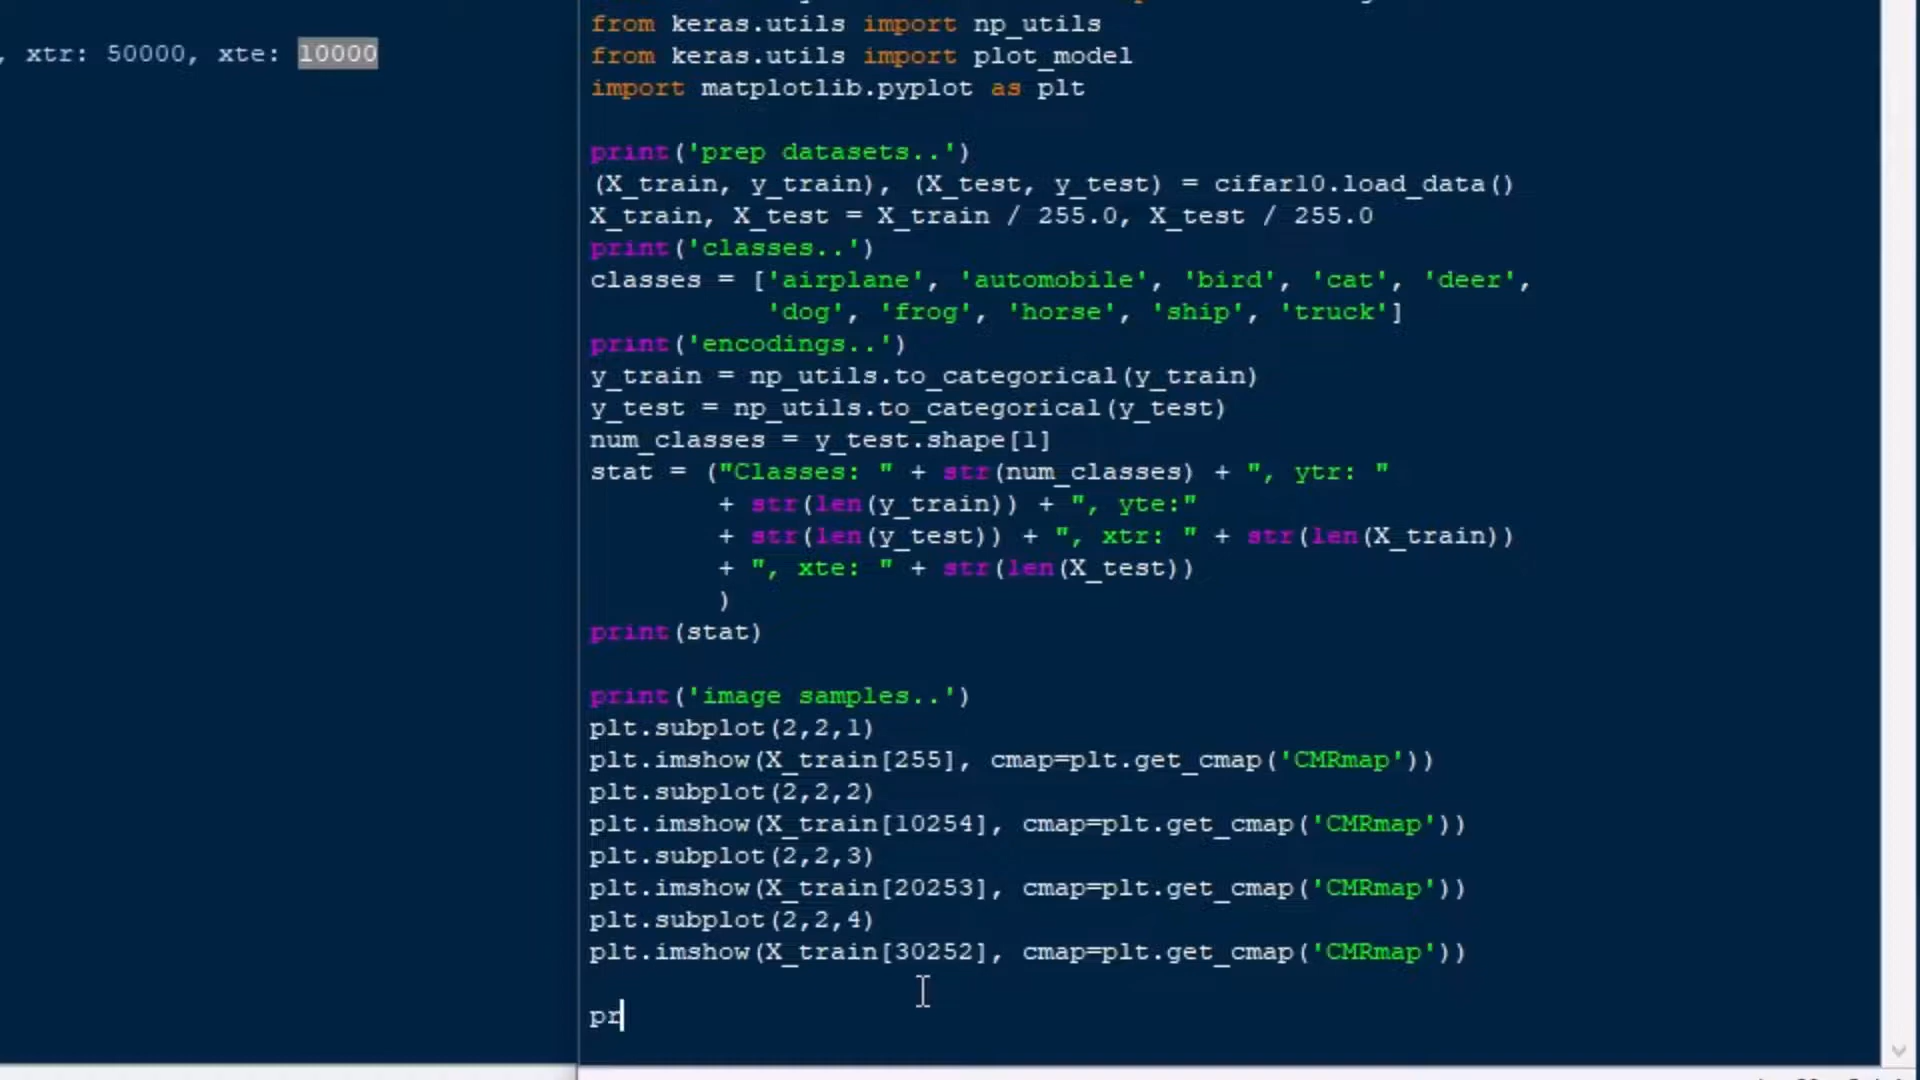 , xtr: 50000, xte: 10000
from keras.utils import np_utils
from keras.utils import plot_model
import matplotlib.pyplot as plt
print('prep datasets..')
(X_train, y_train), (X_test, y_test) = cifar10.load_data()
X_train, X_test = X_train / 255.0, X_test / 255.0
print('classes..')
classes = ['airplane', 'automobile', 'bird', 'cat', 'deer',
'dog', 'frog', 'horse', 'ship', 'truck']
print('encodings..')
y_train = np_utils.to_categorical(y_train)
y_test = np_utils.to_categorical(y_test)
num_classes = y_test.shape[1]
stat = ("Classes: " + str(num_classes) + ", ytr: "
+ str(len(y_train)) + ", yte:"
+ str(len(y_test)) + ", xtr: " + str(len(X_train))
+ ", xte: " + str(len(X_test))
)
print(stat)
print('image samples..')
plt.subplot(2,2,1)
plt.imshow(X_train[255], cmap=plt.get_cmap('CMRmap'))
plt.subplot(2,2,2)
plt.imshow(X_train[10254], cmap=plt.get_cmap('CMRmap'))
plt.subplot(2,2,3)
plt.imshow(X_train[20253], cmap=plt.get_cmap('CMRmap'))
plt.subplot(2,2,4)
plt.imshow(X_train[30252], cmap=plt.get_cmap('CMRmap'))
pr